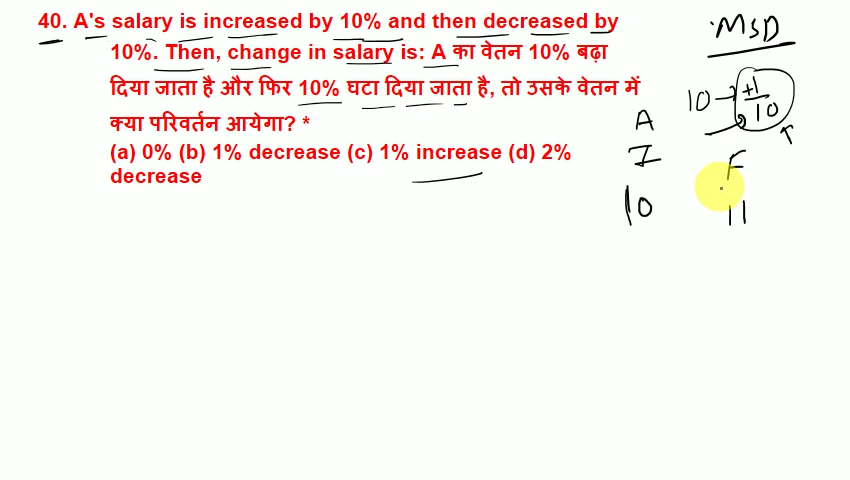 40. A's salary is increased by 10% and then decreased by
10%. Then, change in salary is: A का वेतन 10% बढ़ा
दिया जाता है और फिर 10% घटा दिया जाता है, तो उसके वेतन में
क्या परिवर्तन आयेगा? *
(a) 0% (b) 1% decrease (c) 1% increase (d) 2%
decrease
MSD
10 → +1/10
A
I F
10 11